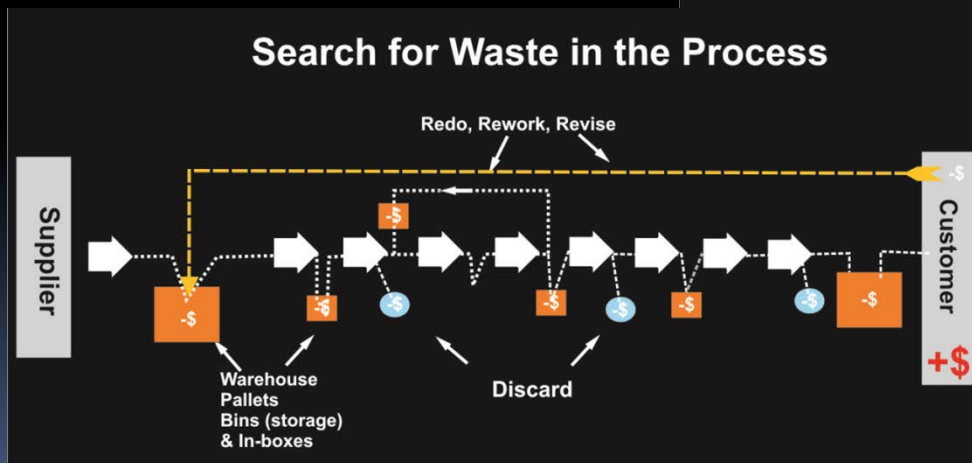 Search for Waste in the Process
Redo, Rework, Revise
Supplier
-$
-$
-$
-$
-$
-$
-$
-$
-$
-$
Customer
+$
Warehouse
Pallets
Bins (storage)
& In-boxes
Discard